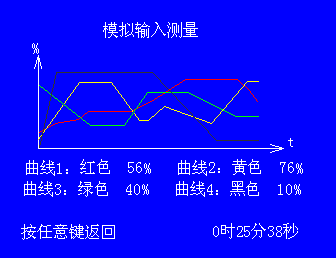 模拟输入测量
%
t
曲线1：红色 56% 曲线2：黄色 76%
曲线3：绿色 40% 曲线4：黑色 10%
按任意键返回 0时25分38秒